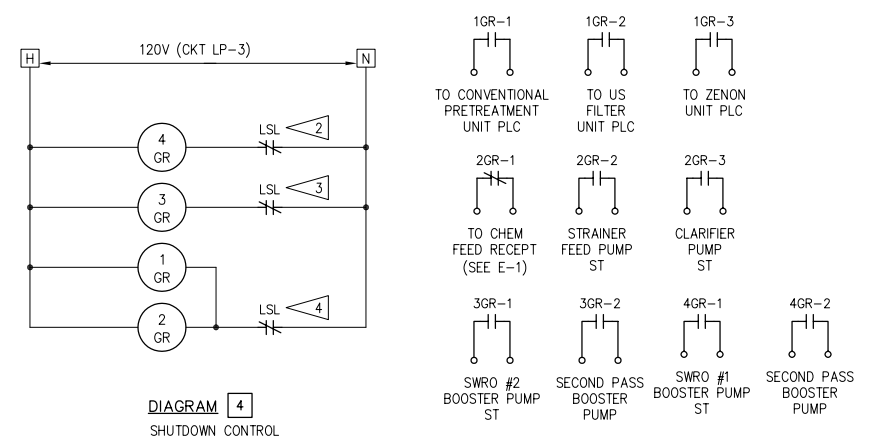 H
120V (CKT LP-3)
N
4
GR
LSL
2
3
GR
LSL
3
1
GR
2
GR
LSL
4
DIAGRAM 4
SHUTDOWN CONTROL
1GR-1
TO CONVENTIONAL
PRETREATMENT
UNIT PLC
1GR-2
TO US
FILTER
UNIT PLC
1GR-3
TO ZENON
UNIT PLC
2GR-1
TO CHEM
FEED RECEPT
(SEE E-1)
2GR-2
STRAINER
FEED PUMP
ST
2GR-3
CLARIFIER
PUMP
ST
3GR-1
SWRO #2
BOOSTER PUMP
ST
3GR-2
SECOND PASS
BOOSTER
PUMP
4GR-1
SWRO #1
BOOSTER PUMP
ST
4GR-2
SECOND PASS
BOOSTER
PUMP